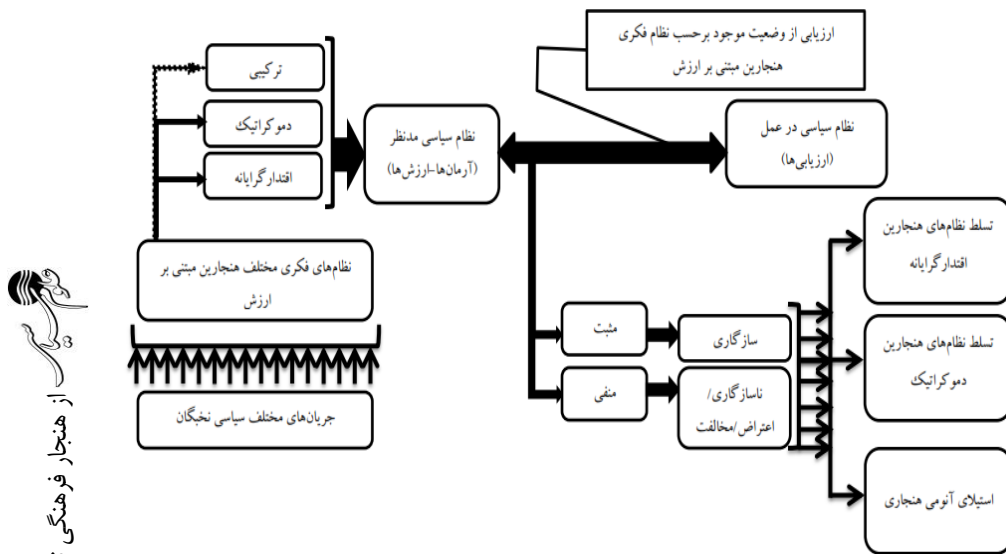 ارزیابی از وضعیت موجود برحسب نظام فکری
هنجارین مبتنی بر ارزش
ترکیبی
دموکراتیک
اقتدارگرایانه
نظام سیاسی مدنظر
(آرمان‌ها-ارزش‌ها)
نظام سیاسی در عمل
(ارزیابی‌ها)
نظام‌های فکری مختلف هنجارین مبتنی بر
ارزش
جریان‌های مختلف سیاسی نخبگان
مثبت
منفی
سازگاری
ناسازگاری/
اعتراض/مخالفت
تسلط نظام‌های هنجارین
اقتدارگرایانه
تسلط نظام‌های هنجارین
دموکراتیک
استیلای آنومی هنجاری
از هنجار فرهنگی